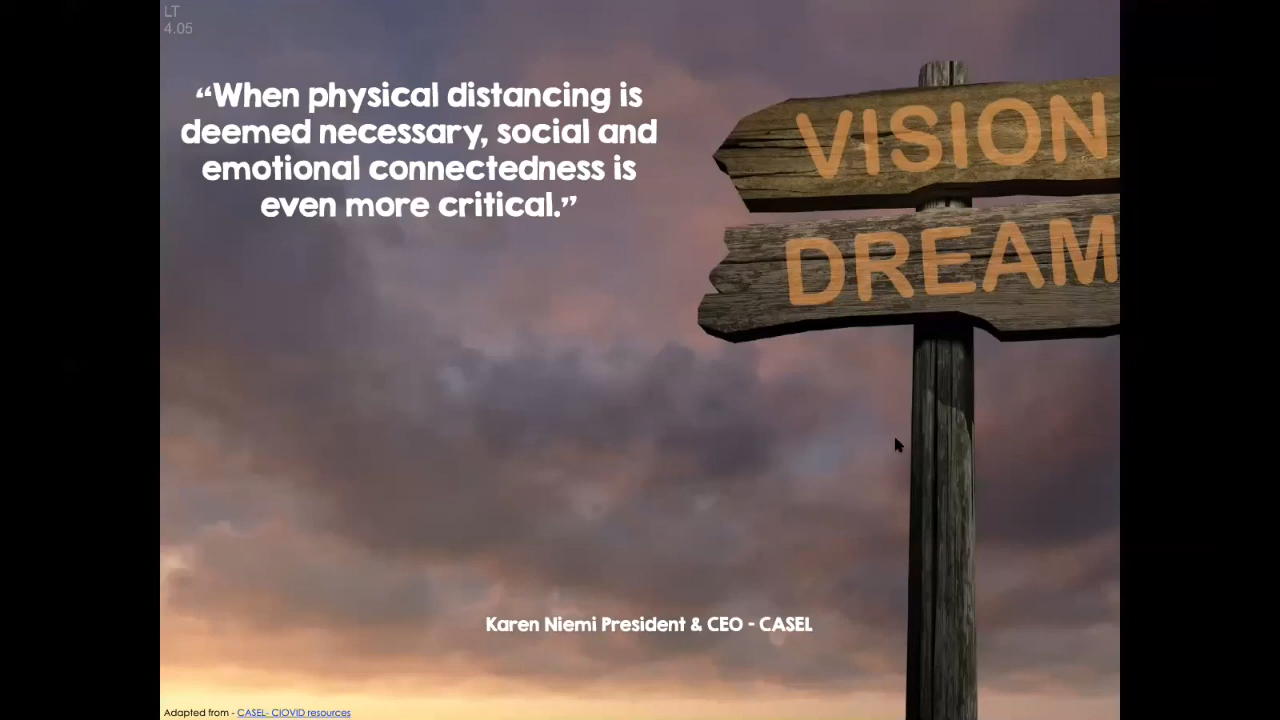 LT
4.05
“When physical distancing is
deemed necessary, social and
emotional connectedness is
even more critical.”
VISION
DREAM
Karen Niemi President & CEO - CASEL
Adapted from - CASEL- CIOVID resources